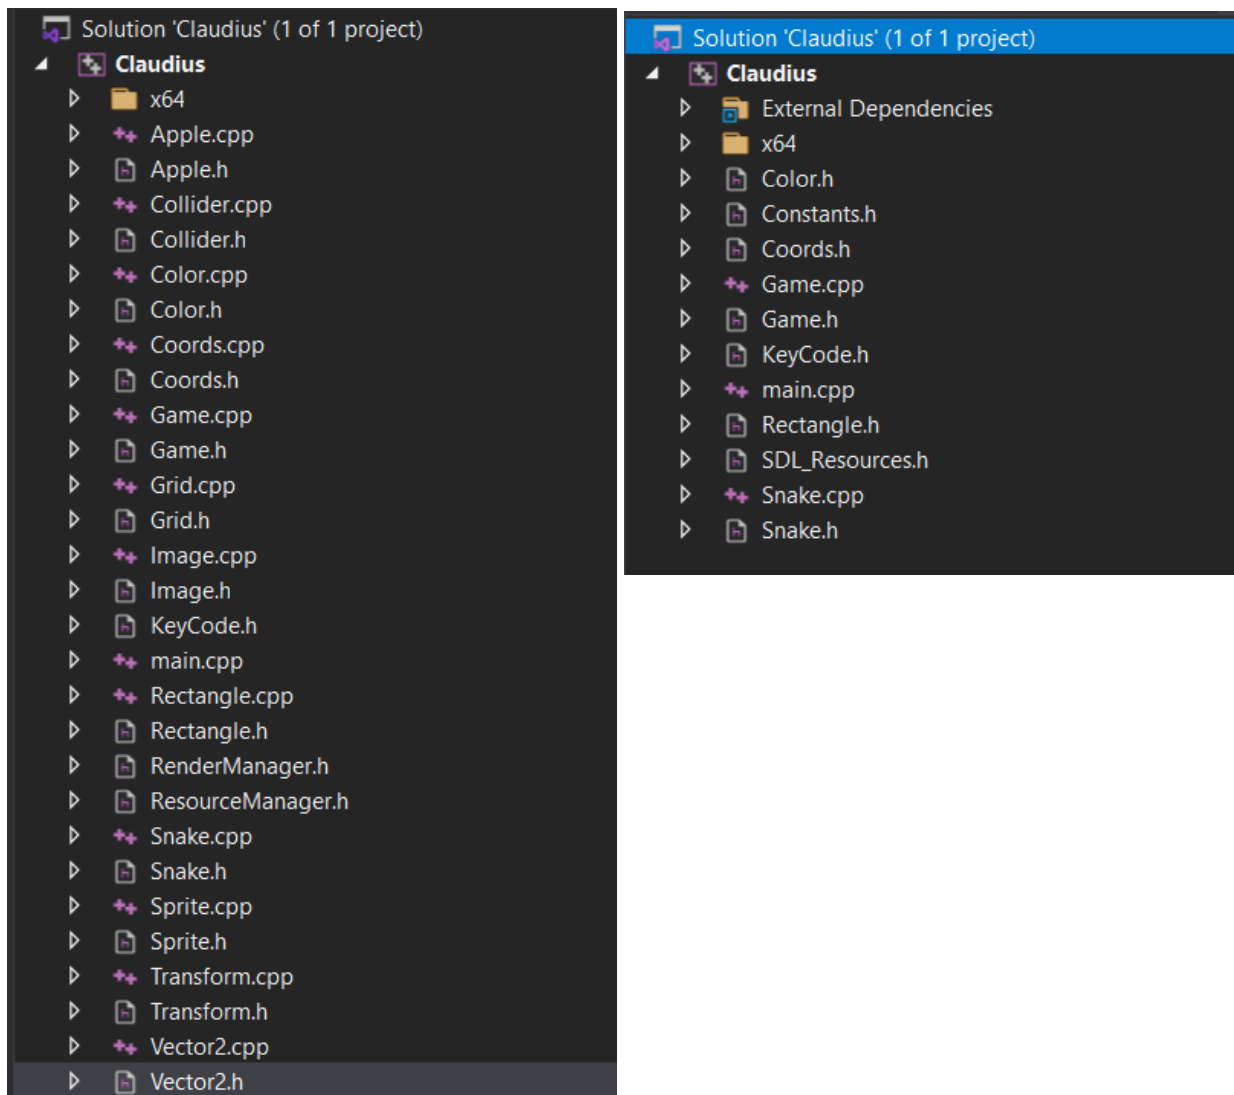 Solution 'Claudius' (1 of 1 project)
Claudius
x64
Apple.cpp
Apple.h
Collider.cpp
Collider.h
Color.cpp
Color.h
Coords.cpp
Coords.h
Game.cpp
Game.h
Grid.cpp
Grid.h
Image.cpp
Image.h
KeyCode.h
main.cpp
Rectangle.cpp
Rectangle.h
RenderManager.h
ResourceManager.h
Snake.cpp
Snake.h
Sprite.cpp
Sprite.h
Transform.cpp
Transform.h
Vector2.cpp
Vector2.h
Solution 'Claudius' (1 of 1 project)
Claudius
External Dependencies
x64
Color.h
Constants.h
Coords.h
Game.cpp
Game.h
KeyCode.h
main.cpp
Rectangle.h
SDL_Resources.h
Snake.cpp
Snake.h